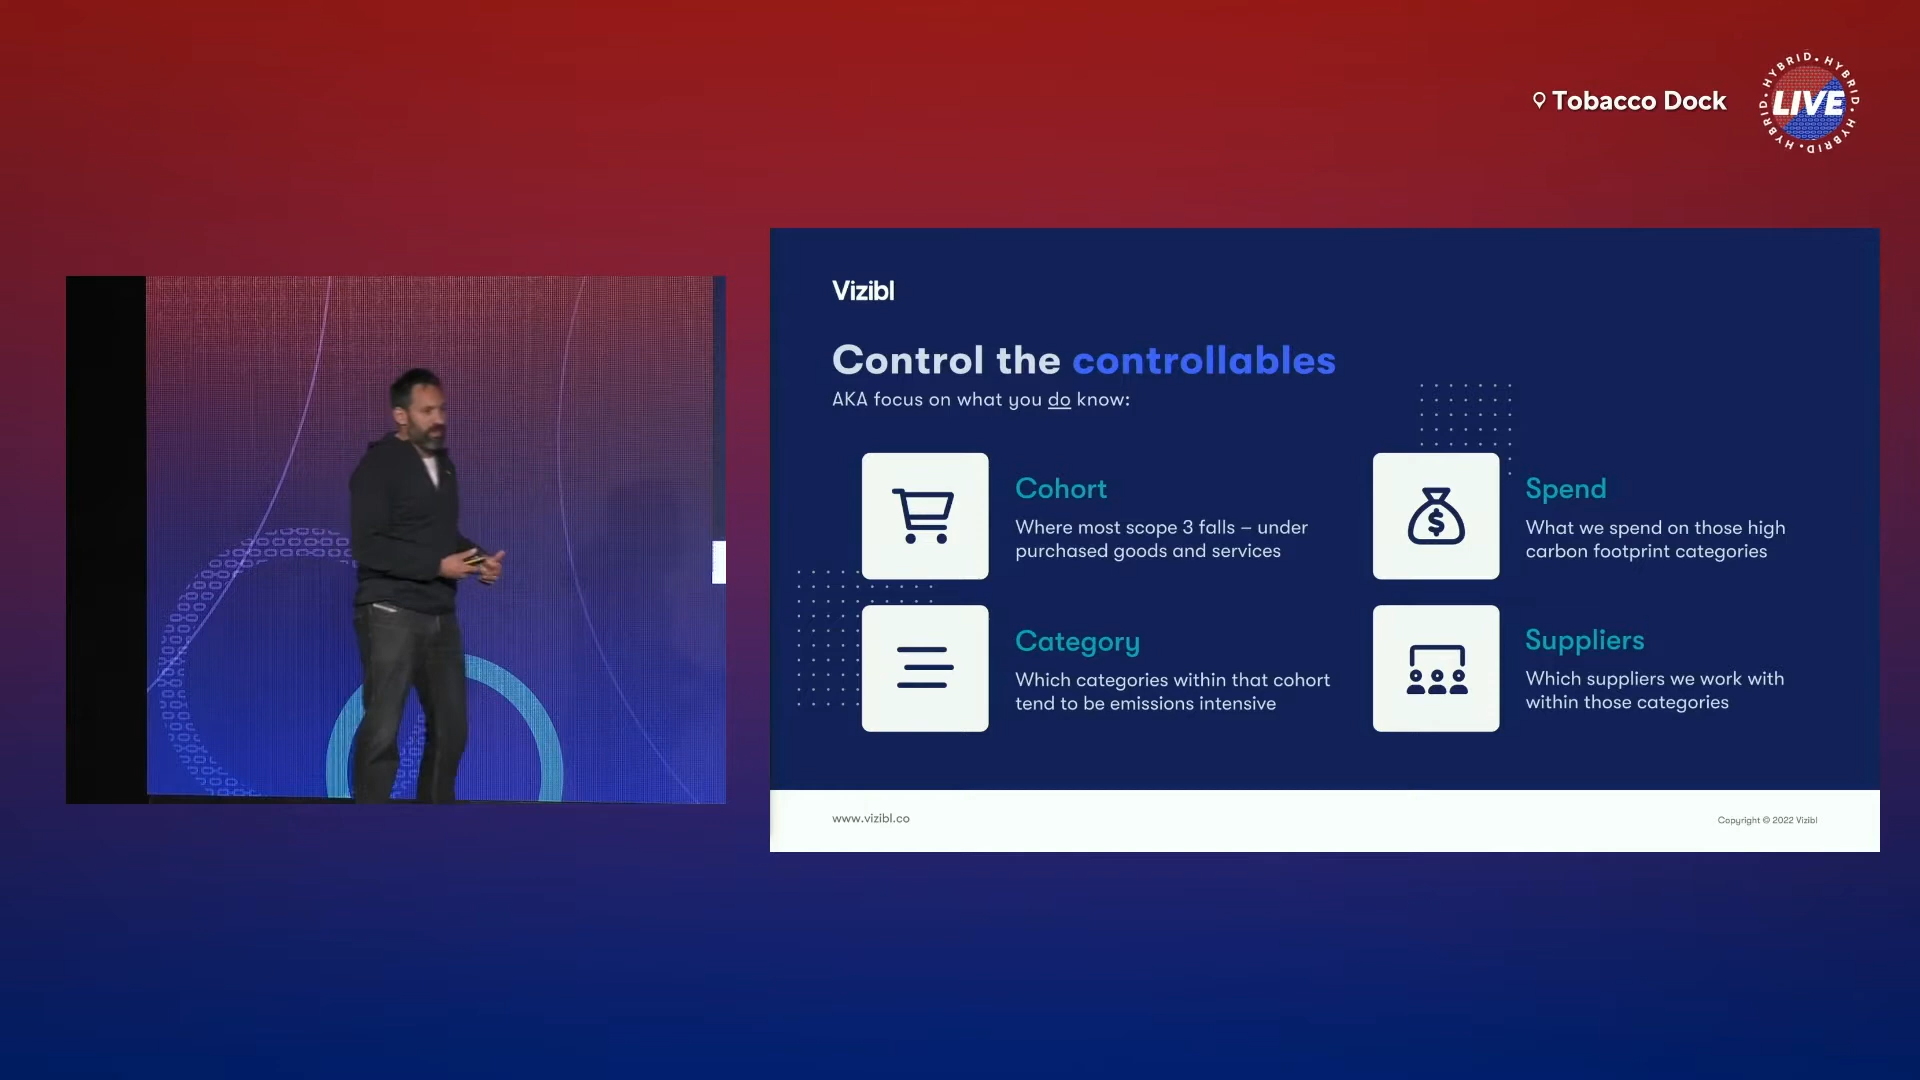 Tobacco Dock
HYBRID • HYBRID • HYBRID • HYBRID •
LIVE
Vizibl
Control the controllables
AKA focus on what you do know:
Cohort
Where most scope 3 falls – under
purchased goods and services
Spend
What we spend on those high
carbon footprint categories
Category
Which categories within that cohort
tend to be emissions intensive
Suppliers
Which suppliers we work with
within those categories
www.vizibl.co
Copyright © 2022 Vizibl